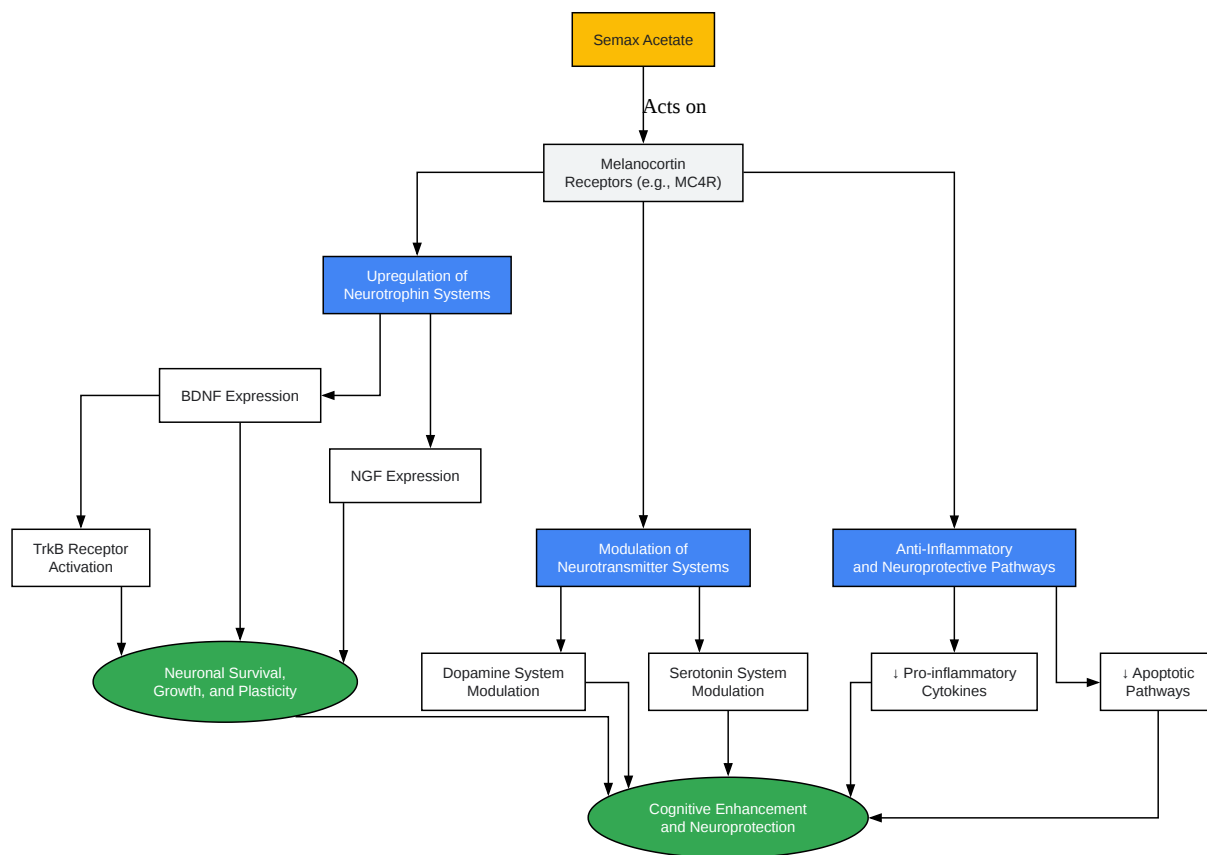 Semax Acetate
Acts on
Melanocortin
Receptors (e.g., MC4R)
Upregulation of
Neurotrophin Systems
BDNF Expression
NGF Expression
TrkB Receptor
Activation
Modulation of
Neurotransmitter Systems
Anti-Inflammatory
and Neuroprotective Pathways
Neuronal Survival,
Growth, and Plasticity
Dopamine System
Modulation
Serotonin System
Modulation
↓ Pro-inflammatory
Cytokines
↓ Apoptotic
Pathways
Cognitive Enhancement
and Neuroprotection